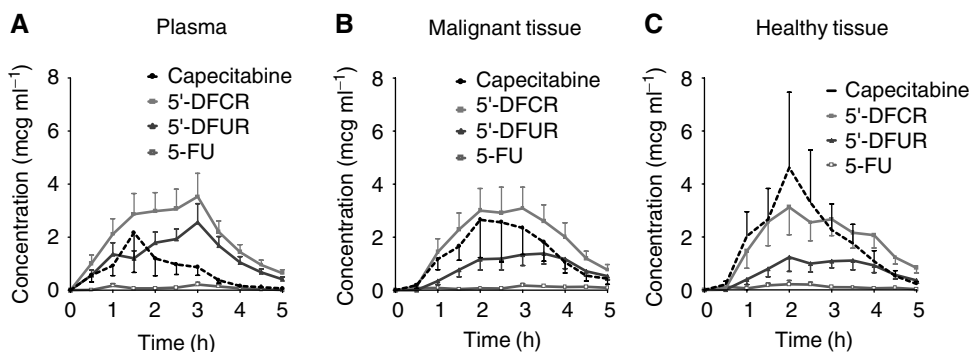 A Plasma
B Malignant tissue
C Healthy tissue
Concentration (mcg ml−1)
8
6
4
2
0
0 1 2 3 4 5
Time (h)
Capecitabine
5'-DFCR
5'-DFUR
5-FU
Concentration (mcg ml−1)
8
6
4
2
0
0 1 2 3 4 5
Time (h)
Capecitabine
5'-DFCR
5'-DFUR
5-FU
Concentration (mcg ml−1)
8
6
4
2
0
0 1 2 3 4 5
Time (h)
Capecitabine
5'-DFCR
5'-DFUR
5-FU